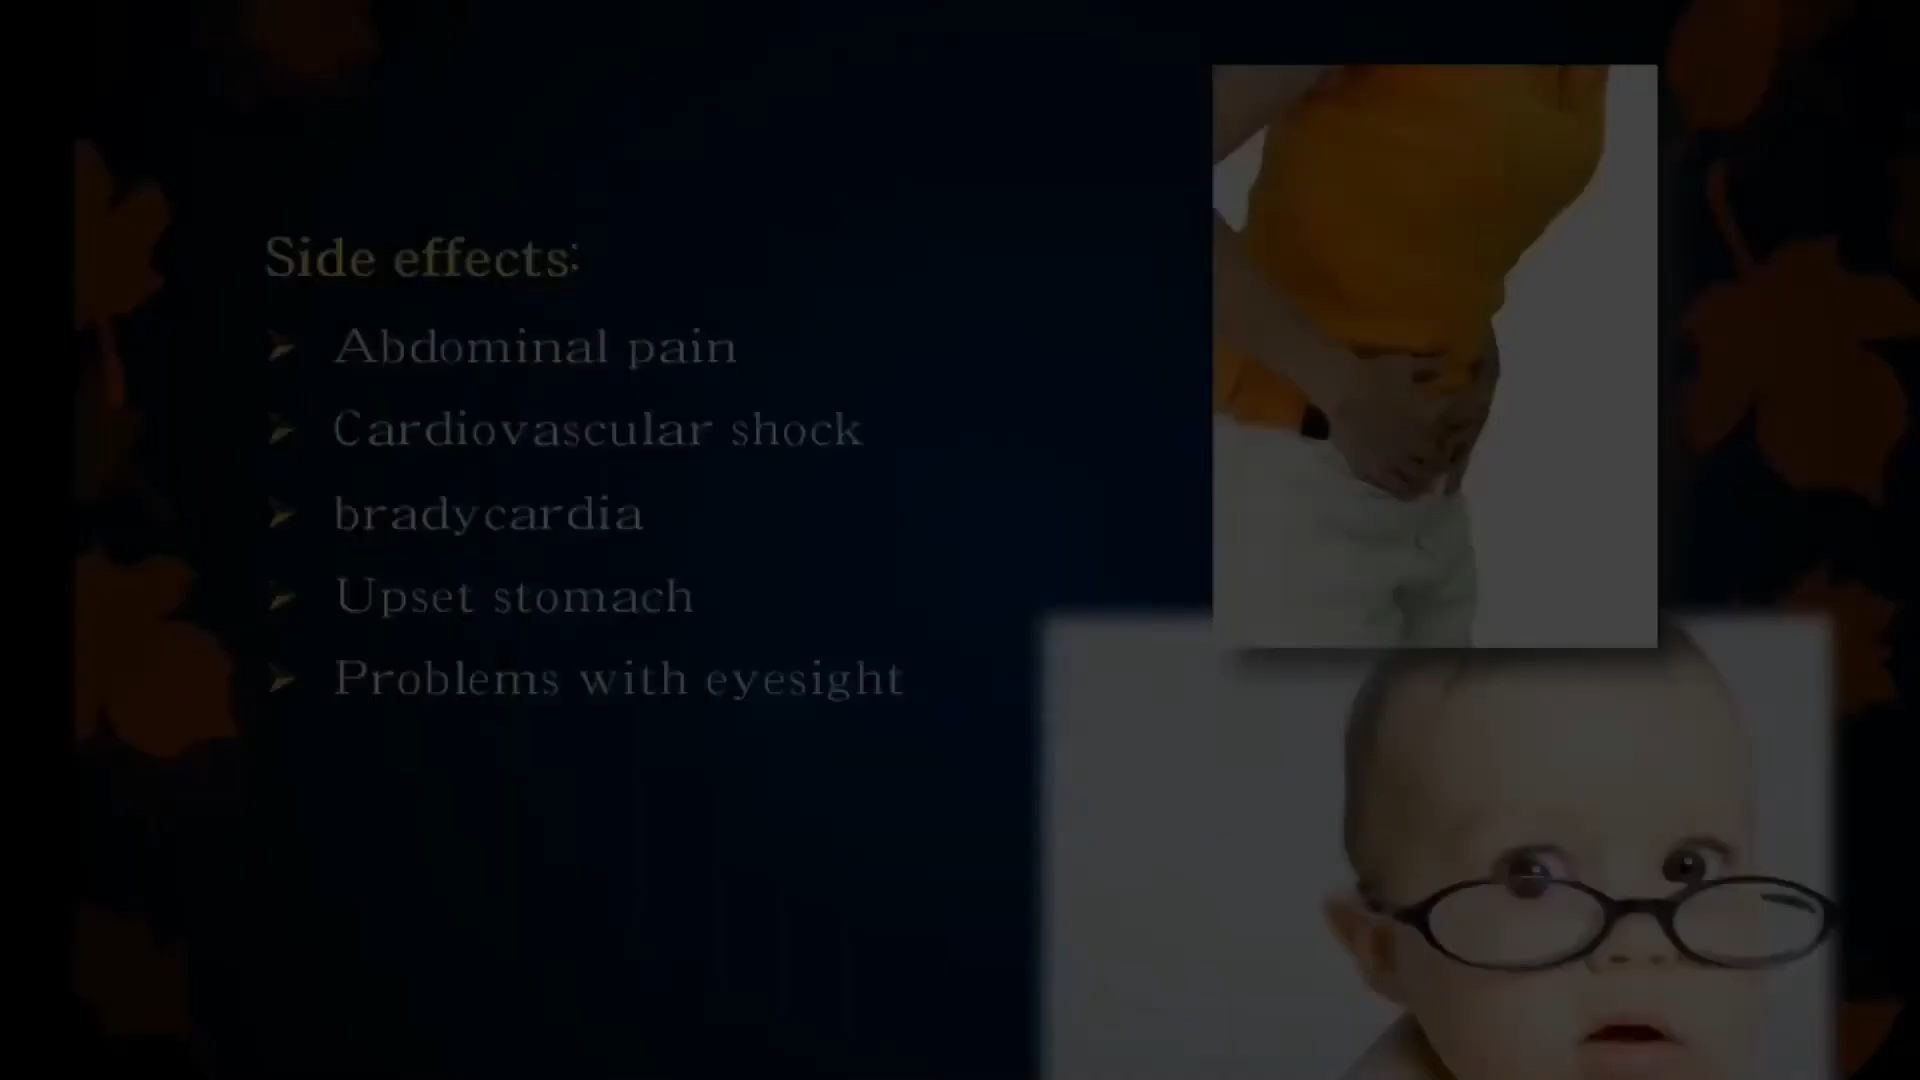 Side effects:
Abdominal pain
Cardiovascular shock
bradycardia
Upset stomach
Problems with eyesight